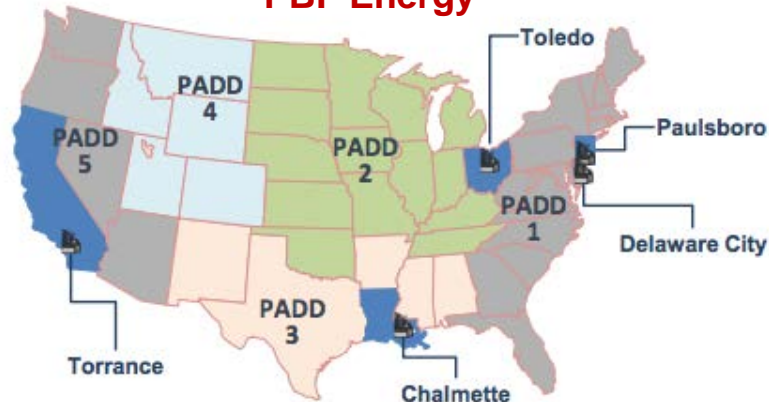 PBF Energy
Toledo
PADD
4
PADD
5
PADD
2
Paulsboro
PADD
1
Delaware City
PADD
3
Torrance
Chalmette